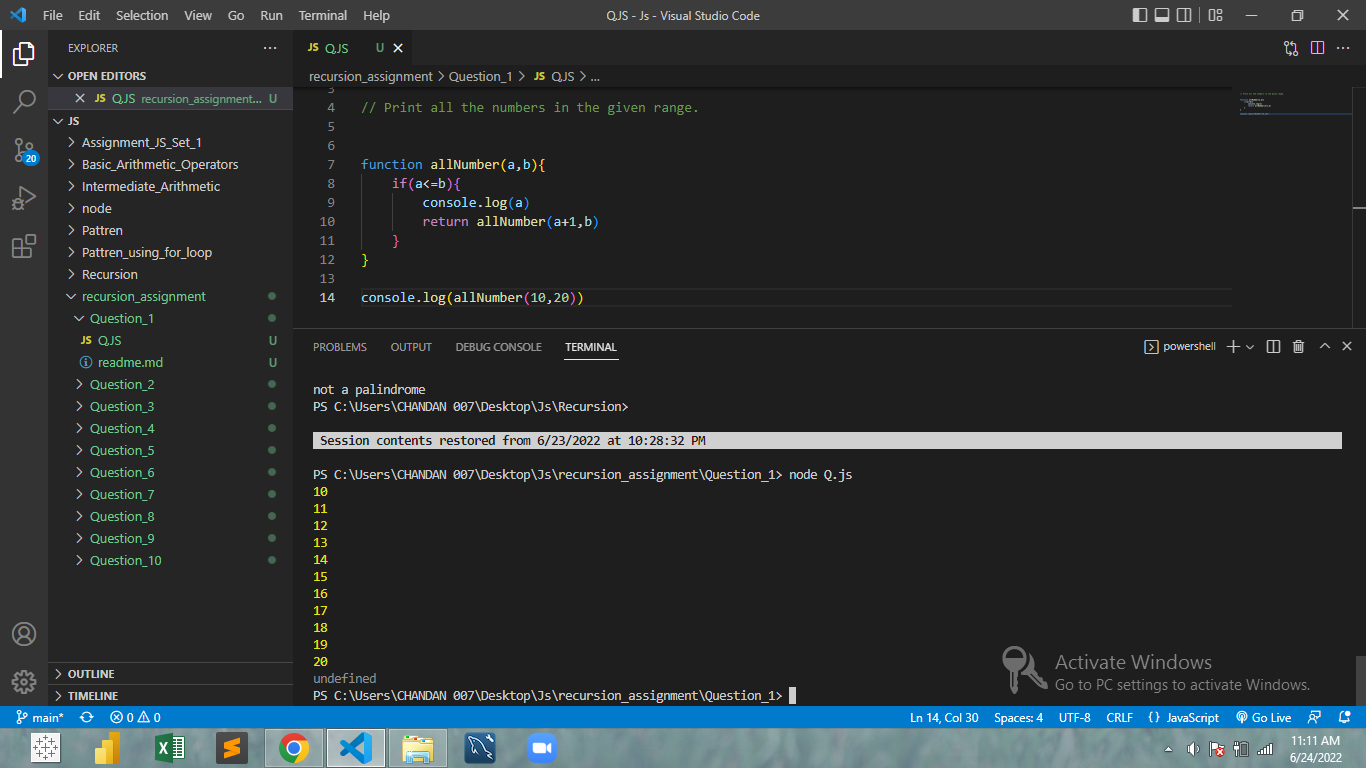 File Edit Selection View Go Run Terminal Help
QJS - Js - Visual Studio Code
EXPLORER
OPEN EDITORS
JS QJS recursion_assignment... U
JS
Assignment_JS_Set_1
Basic_Arithmetic_Operators
Intermediate_Arithmetic
node
Pattren
Pattren_using_for_loop
Recursion
recursion_assignment
Question_1
JS QJS U
readme.md U
Question_2
Question_3
Question_4
Question_5
Question_6
Question_7
Question_8
Question_9
Question_10
OUTLINE
TIMELINE
20
JS QJS U
recursion_assignment > Question_1 > JS QJS > ...
3
4 // Print all the numbers in the given range.
5
6
7 function allNumber(a,b){
8 if(a<=b){
9 console.log(a)
10 return allNumber(a+1,b)
11 }
12 }
13
14 console.log(allNumber(10,20))
PROBLEMS OUTPUT DEBUG CONSOLE TERMINAL
powershell
not a palindrome
PS C:\Users\CHANDAN 007\Desktop\Js\Recursion>
Session contents restored from 6/23/2022 at 10:28:32 PM
PS C:\Users\CHANDAN 007\Desktop\Js\recursion_assignment\Question_1> node Q.js
10
11
12
13
14
15
16
17
18
19
20
undefined
PS C:\Users\CHANDAN 007\Desktop\Js\recursion_assignment\Question_1>
Activate Windows
Go to PC settings to activate Windows.
main* 0 0
Ln 14, Col 30 Spaces: 4 UTF-8 CRLF {} JavaScript Go Live
11:11 AM
6/24/2022